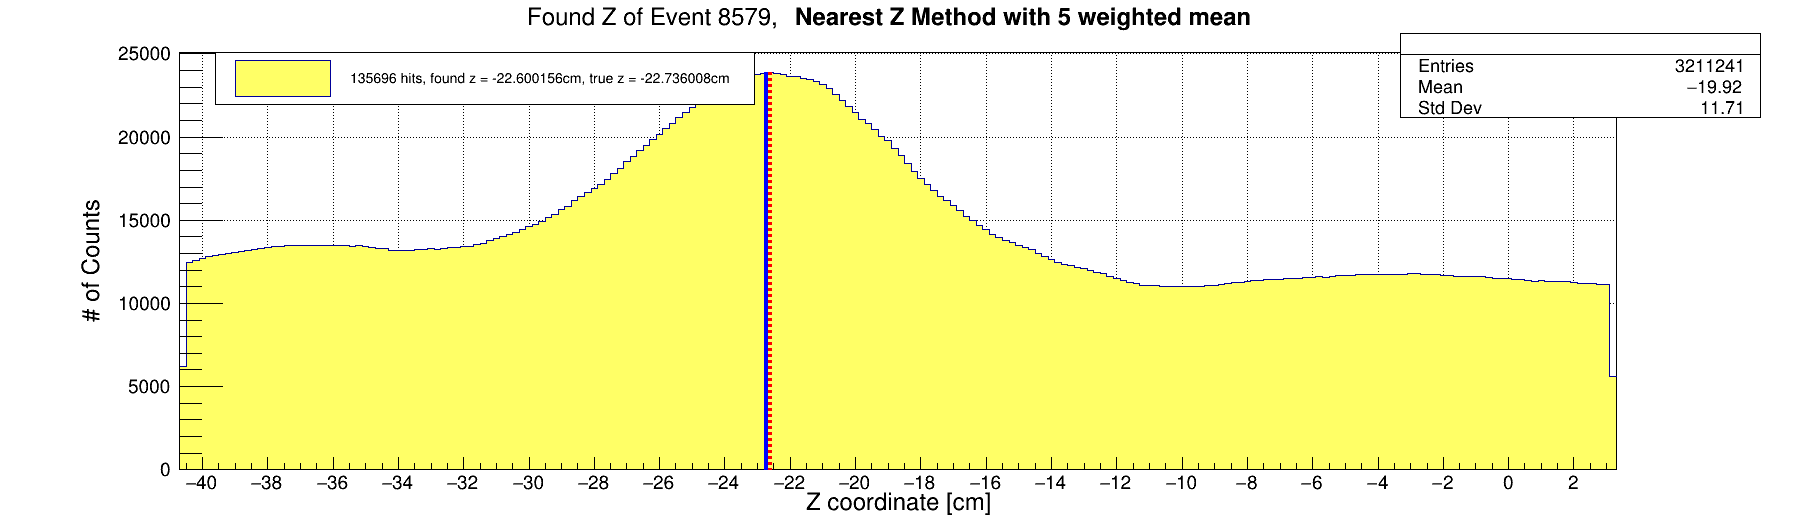 Found Z of Event 8579, Nearest Z Method with 5 weighted mean
135696 hits, found z = -22.600156cm, true z = -22.736008cm
Entries 3211241
Mean −19.92
Std Dev 11.71
# of Counts
25000
20000
15000
10000
5000
0
−40 −38 −36 −34 −32 −30 −28 −26 −24 −22 −20 −18 −16 −14 −12 −10 −8 −6 −4 −2 0 2
Z coordinate [cm]